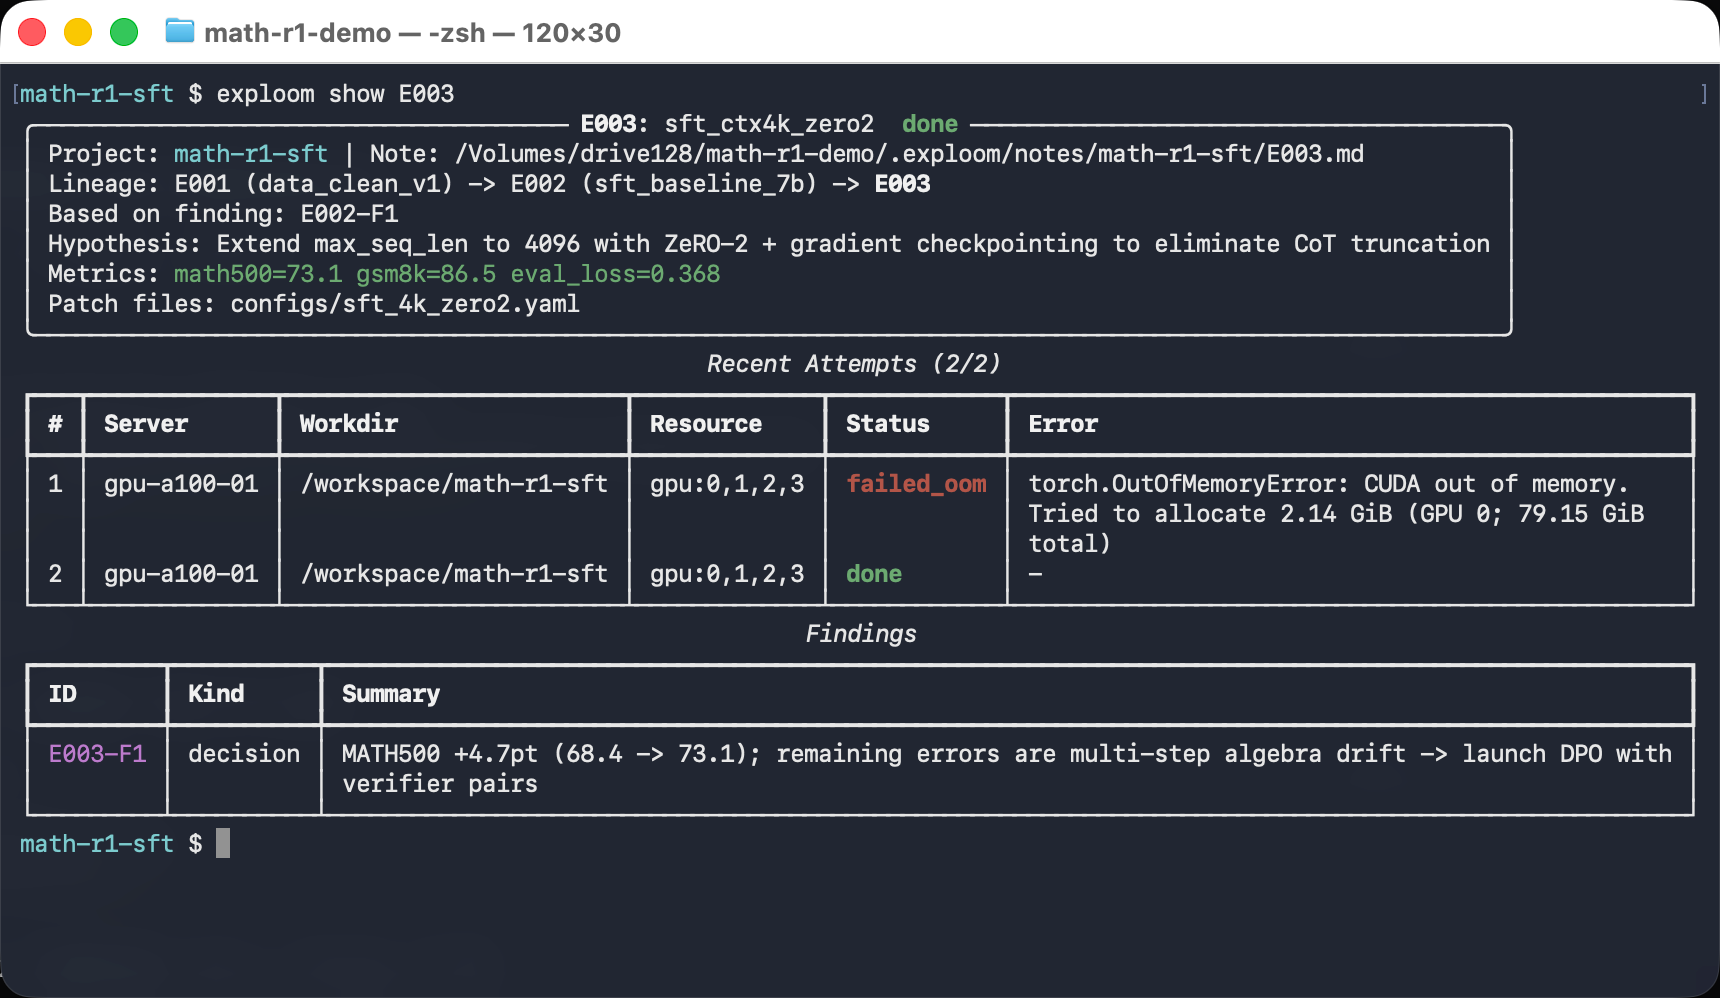 math-r1-demo — -zsh — 120×30
[math-r1-sft $ exploom show E003 ]
E003: sft_ctx4k_zero2 done
Project: math-r1-sft | Note: /Volumes/drive128/math-r1-demo/.exploom/notes/math-r1-sft/E003.md
Lineage: E001 (data_clean_v1) -> E002 (sft_baseline_7b) -> E003
Based on finding: E002-F1
Hypothesis: Extend max_seq_len to 4096 with ZeRO-2 + gradient checkpointing to eliminate CoT truncation
Metrics: math500=73.1 gsm8k=86.5 eval_loss=0.368
Patch files: configs/sft_4k_zero2.yaml
Recent Attempts (2/2)
# Server Workdir Resource Status Error
1 gpu-a100-01 /workspace/math-r1-sft gpu:0,1,2,3 failed_oom torch.OutOfMemoryError: CUDA out of memory.
Tried to allocate 2.14 GiB (GPU 0; 79.15 GiB
total)
2 gpu-a100-01 /workspace/math-r1-sft gpu:0,1,2,3 done –
Findings
ID Kind Summary
E003-F1 decision MATH500 +4.7pt (68.4 -> 73.1); remaining errors are multi-step algebra drift -> launch DPO with
verifier pairs
math-r1-sft $